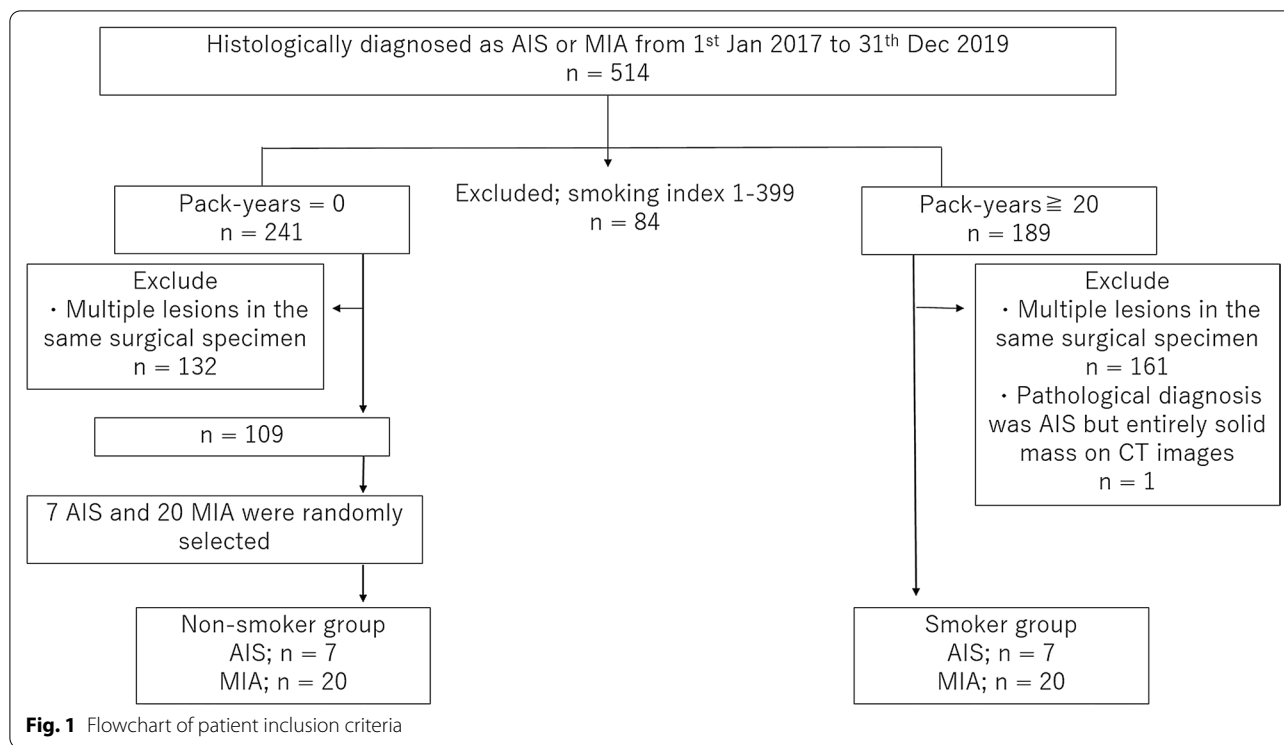 Histologically diagnosed as AIS or MIA from 1st Jan 2017 to 31th Dec 2019
n = 514
Pack-years = 0
n = 241
Excluded; smoking index 1-399
n = 84
Pack-years ≧ 20
n = 189
Exclude
・Multiple lesions in the
same surgical specimen
n = 132
Exclude
・Multiple lesions in the
same surgical specimen
n = 161
・Pathological diagnosis
was AIS but entirely solid
mass on CT images
n = 1
n = 109
7 AIS and 20 MIA were randomly
selected
Non-smoker group
AIS; n = 7
MIA; n = 20
Smoker group
AIS; n = 7
MIA; n = 20
Fig. 1 Flowchart of patient inclusion criteria